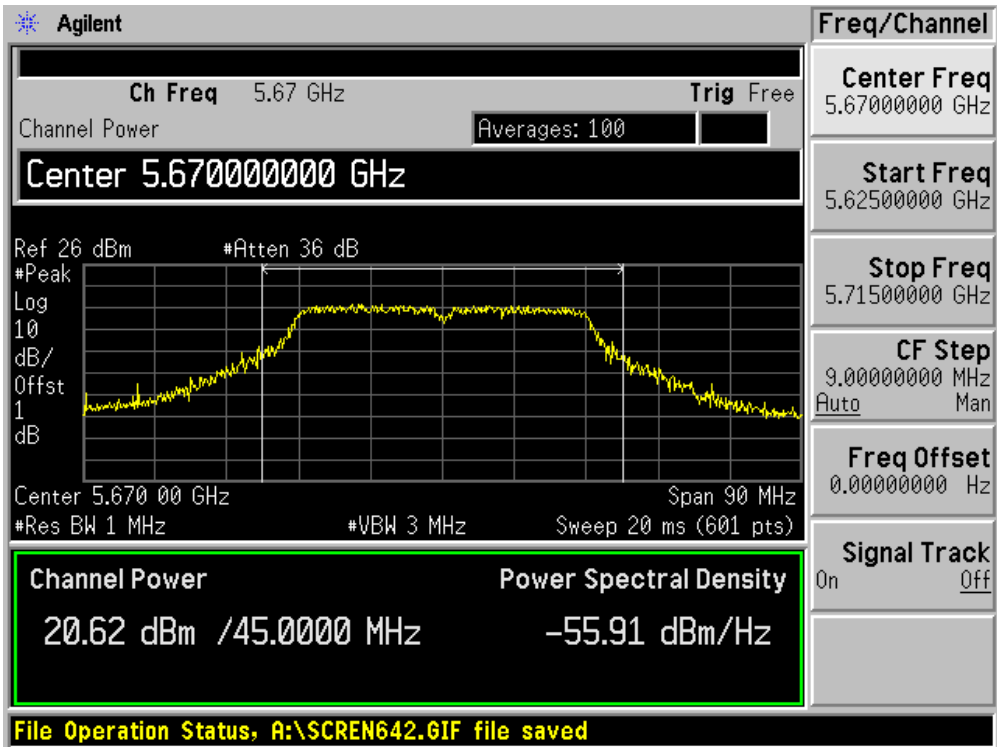 Agilent
Freq/Channel
Ch Freq 5.67 GHz Trig Free
Channel Power Averages: 100
Center 5.670000000 GHz
Ref 26 dBm #Atten 36 dB
#Peak
Log
10
dB/
Offst
1
dB
Center 5.670 00 GHz Span 90 MHz
#Res BW 1 MHz #VBW 3 MHz Sweep 20 ms (601 pts)
Channel Power Power Spectral Density
20.62 dBm /45.0000 MHz -55.91 dBm/Hz
File Operation Status, A:\SCREN642.GIF file saved
Center Freq
5.67000000 GHz
Start Freq
5.62500000 GHz
Stop Freq
5.71500000 GHz
CF Step
9.00000000 MHz
Auto Man
Freq Offset
0.00000000 Hz
Signal Track
On Off